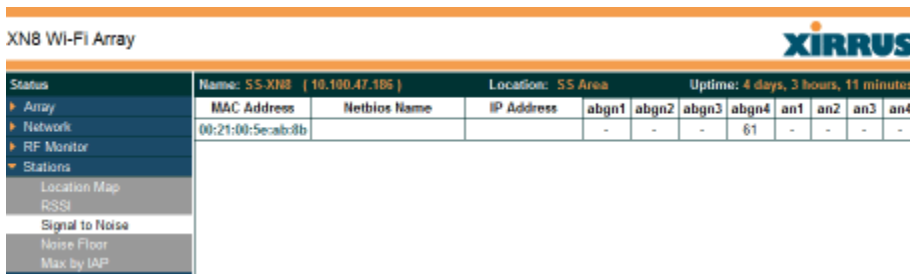 XN8 Wi-Fi Array
XIRRUS
Status
Name: SS-XN8 ( 10.100.47.186 ) Location: SS Area Uptime: 4 days, 3 hours, 11 minutes
Array
Network
RF Monitor
Stations
Location Map
RSSI
Signal to Noise
Noise Floor
Max by IAP
MAC Address Netbios Name IP Address abgn1 abgn2 abgn3 abgn4 an1 an2 an3 an4
00:21:00:5e:ab:8b - - - 61 - - - -